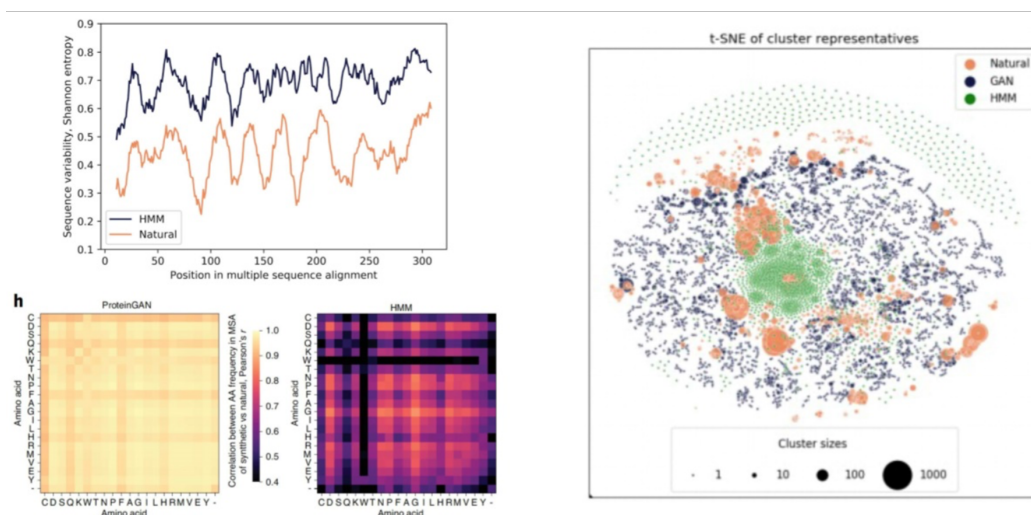 0.9
0.8
0.7
0.6
0.5
0.4
0.3
0.2
0.1
Sequence variability, Shannon entropy
HMM
Natural
0 50 100 150 200 250 300
Position in multiple sequence alignment
h
ProteinGAN
C
D
S
Q
K
W
T
N
P
F
A
G
I
L
H
R
M
V
E
Y
-
Amino acid
C D S Q K W T N P F A G I L H R M V E Y -
Amino acid
1.0
0.9
0.8
0.7
0.6
0.5
0.4
Correlation between AA frequency in MSA
of synthetic vs natural, Pearson's r
HMM
C
D
S
Q
K
W
T
N
P
F
A
G
I
L
H
R
M
V
E
Y
-
Amino acid
C D S Q K W T N P F A G I L H R M V E Y -
Amino acid
t-SNE of cluster representatives
Natural
GAN
HMM
Cluster sizes
1 10 100 1000